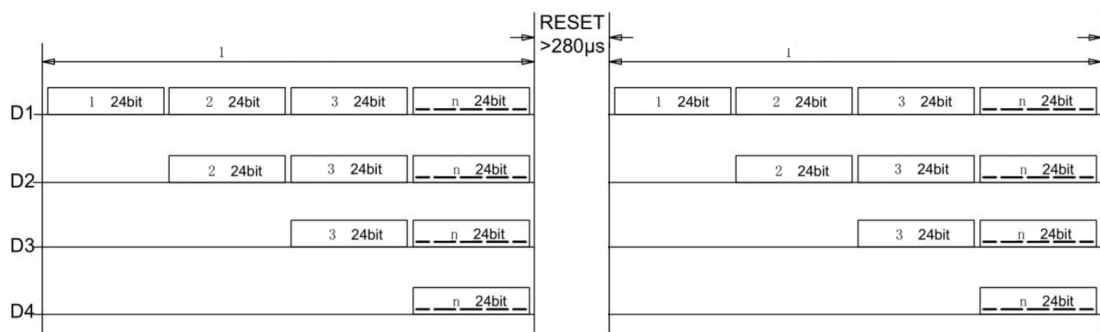 RESET
>280μs
1
1
D1
1 24bit
2 24bit
3 24bit
n 24bit
1 24bit
2 24bit
3 24bit
n 24bit
D2
2 24bit
3 24bit
n 24bit
2 24bit
3 24bit
n 24bit
D3
3 24bit
n 24bit
3 24bit
n 24bit
D4
n 24bit
n 24bit